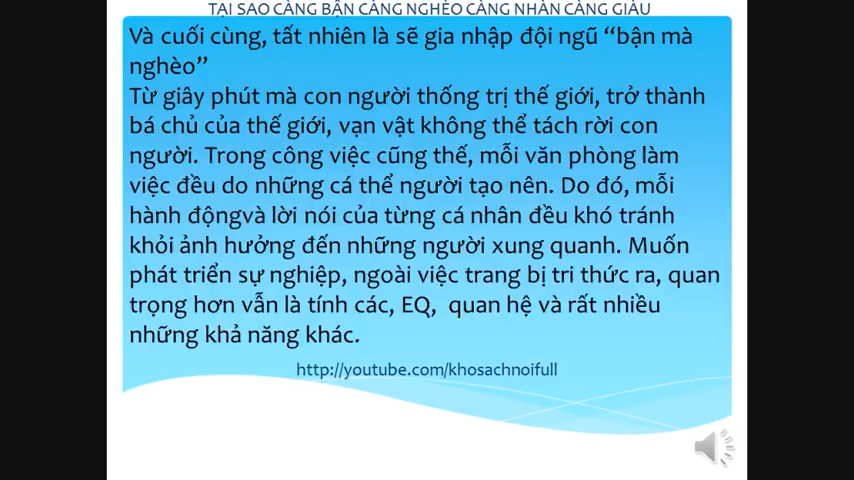 TẠI SAO CÀNG BẬN CÀNG NGHÈO CÀNG NHÀN CÀNG GIÀU
Và cuối cùng, tất nhiên là sẽ gia nhập đội ngũ “bận mà
nghèo”
Từ giây phút mà con người thống trị thế giới, trở thành
bá chủ của thế giới, vạn vật không thể tách rời con
người. Trong công việc cũng thế, mỗi văn phòng làm
việc đều do những cá thể người tạo nên. Do đó, mỗi
hành độngvà lời nói của từng cá nhân đều khó tránh
khỏi ảnh hưởng đến những người xung quanh. Muốn
phát triển sự nghiệp, ngoài việc trang bị tri thức ra, quan
trọng hơn vẫn là tính các, EQ,  quan hệ và rất nhiều
những khả năng khác.
http://youtube.com/khosachnoifull